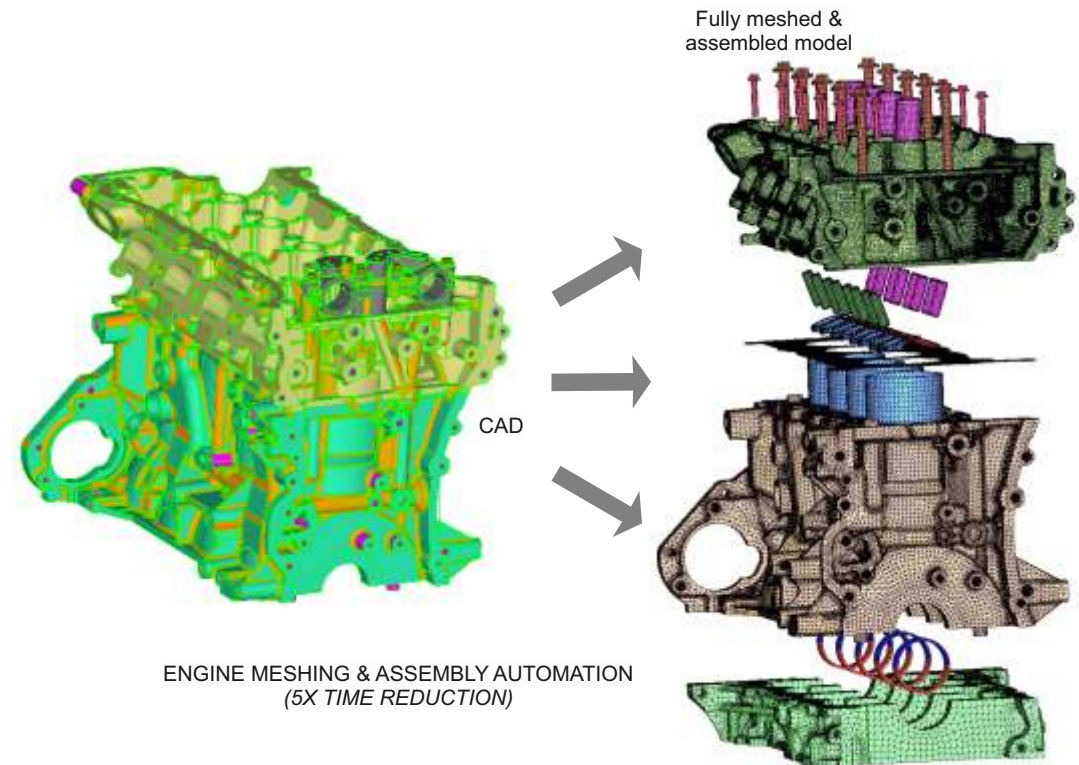 Fully meshed &
assembled model
CAD
ENGINE MESHING & ASSEMBLY AUTOMATION
(5X TIME REDUCTION)